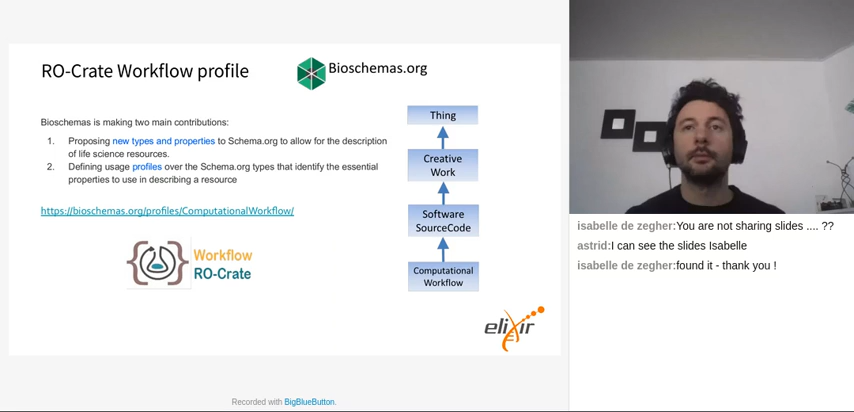 RO-Crate Workflow profile
Bioschemas.org
Bioschemas is making two main contributions:
1. Proposing new types and properties to Schema.org to allow for the description
of life science resources.
2. Defining usage profiles over the Schema.org types that identify the essential
properties to use in describing a resource
https://bioschemas.org/profiles/ComputationalWorkflow/
Workflow
RO-Crate
Thing
Creative
Work
Software
SourceCode
Computational
Workflow
elixir
Recorded with BigBlueButton.
isabelle de zegher:You are not sharing slides .... ??
astrid:I can see the slides Isabelle
isabelle de zegher:found it - thank you !